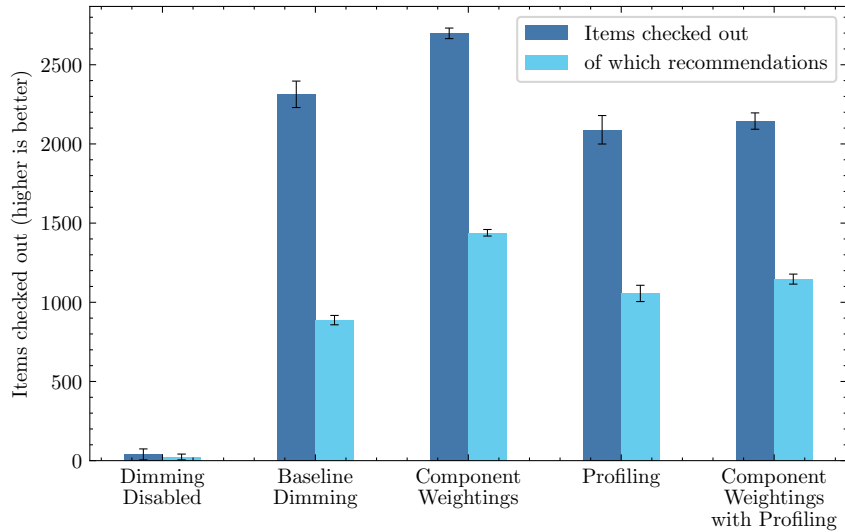 Items checked out (higher is better)
2500
2000
1500
1000
500
0
Items checked out
of which recommendations
Dimming
Disabled
Baseline
Dimming
Component
Weightings
Profiling
Component
Weightings
with Profiling